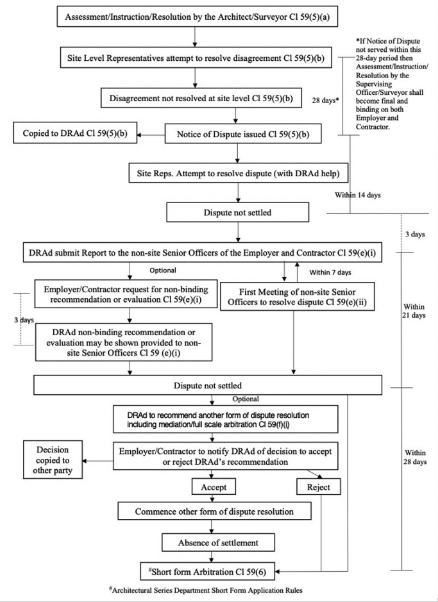 Assessment/Instruction/Resolution by the Architect/Surveyor Cl 59(5)(a)
Site Level Representatives attempt to resolve disagreement Cl 59(5)(b)
*If Notice of Dispute
not served within this
28-day period then
Assessment/Instruction/
Resolution by the
Supervising
Officer/Surveyor shall
become final and
binding on both
Employer and
Contractor.
Disagreement not resolved at site level Cl 59(5)(b)
28 days*
Copied to DRAd Cl 59(5)(b)
Notice of Dispute issued Cl 59(5)(b)
Site Reps. Attempt to resolve dispute (with DRAd help)
Within 14 days
Dispute not settled
3 days
DRAd submit Report to the non-site Senior Officers of the Employer and Contractor Cl 59(e)(i)
Optional
Within 7 days
Employer/Contractor request for non-binding
recommendation or evaluation Cl 59(e)(i)
First Meeting of non-site Senior
Officers to resolve dispute Cl 59(e)(ii)
Within
21 days
3 days
DRAd non-binding recommendation or
evaluation may be shown provided to non-
site Senior Officers Cl 59 (e)(i)
Dispute not settled
Optional
DRAd to recommend another form of dispute resolution
including mediation/full scale arbitration Cl 59(f)(i)
Decision
copied to
other party
Employer/Contractor to notify DRAd of decision to accept
or reject DRAd's recommendation
Within
28 days
Accept
Reject
Commence other form of dispute resolution
Absence of settlement
#Short form Arbitration Cl 59(6)
#Architectural Series Department Short Form Application Rules